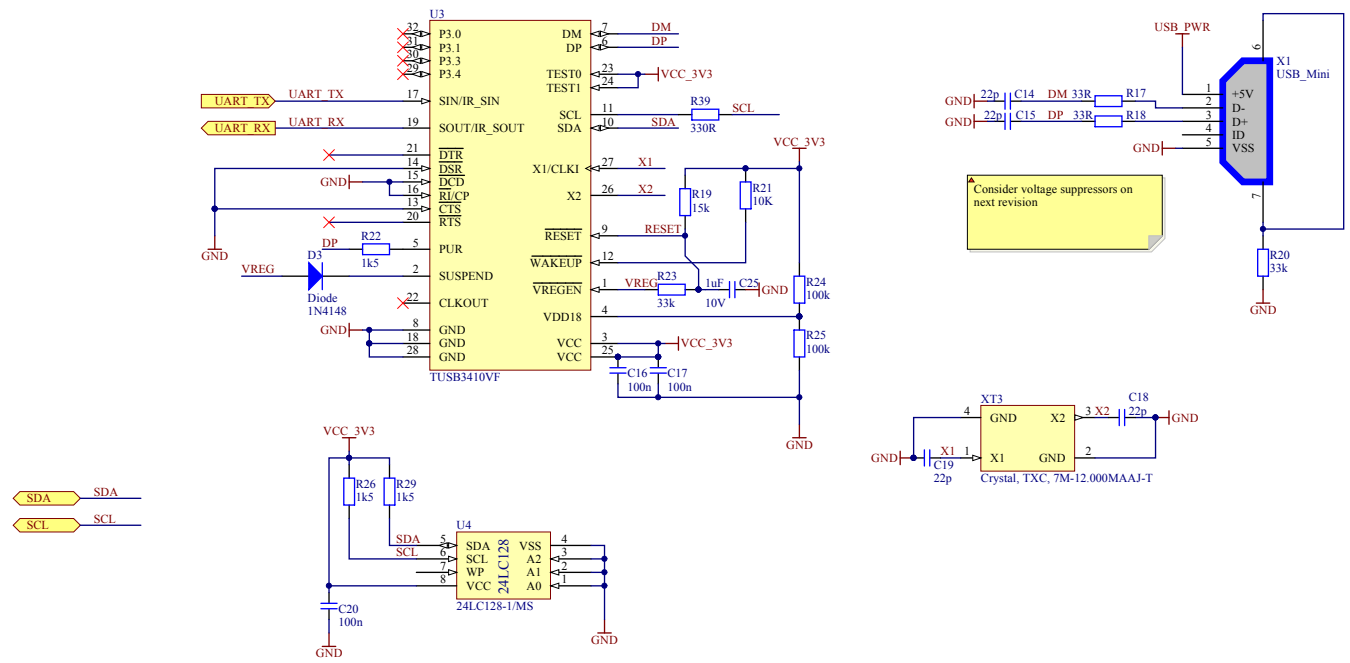 U3
32 P3.0
31 P3.1
30 P3.3
29 P3.4
UART_TX UART_TX 17 SIN/IR_SIN
UART_RX UART_RX 19 SOUT/IR_SOUT
21 DTR
14 DSR
GND 15 DCD
16 RI/CP
13 CTS
20 RTS
GND
DP R22 1k5 5 PUR
VREG D3 2 SUSPEND
Diode
1N4148
22 CLKOUT
GND 8 GND
18 GND
28 GND
TUSB3410VF
DM 7 DM
DP 6 DP
TEST0 23 VCC_3V3
TEST1 24
SCL 11 R39 SCL
330R
SDA 10 SDA
X1/CLKI 27 X1
X2 26 X2
RESET 9 RESET
WAKEUP 12
VREGEN 1 VREG R23
33k
VDD18 4
VCC 3 VCC_3V3
VCC 25
VCC_3V3
R19
15k
R21
10K
1uF C25 GND
10V
R24
100k
R25
100k
C16
100n
C17
100n
GND
USB_PWR
X1
USB_Mini
6
1 +5V
2 D-
3 D+
4 ID
5 VSS
7
GND 22p C14 DM 33R R17
GND 22p C15 DP 33R R18
GND
Consider voltage suppressors on
next revision
R20
33k
GND
XT3
4 GND X2 3 X2 C18
22p GND
GND C19 X1 1 X1 GND 2
22p
Crystal, TXC, 7M-12.000MAAJ-T
VCC_3V3
R26
1k5
R29
1k5
SDA SDA
SCL SCL
U4
SDA 5 SDA VSS 4
SCL 6 SCL A2 3
7 WP A1 2
8 VCC A0 1
24LC128
24LC128-1/MS
C20
100n
GND
GND